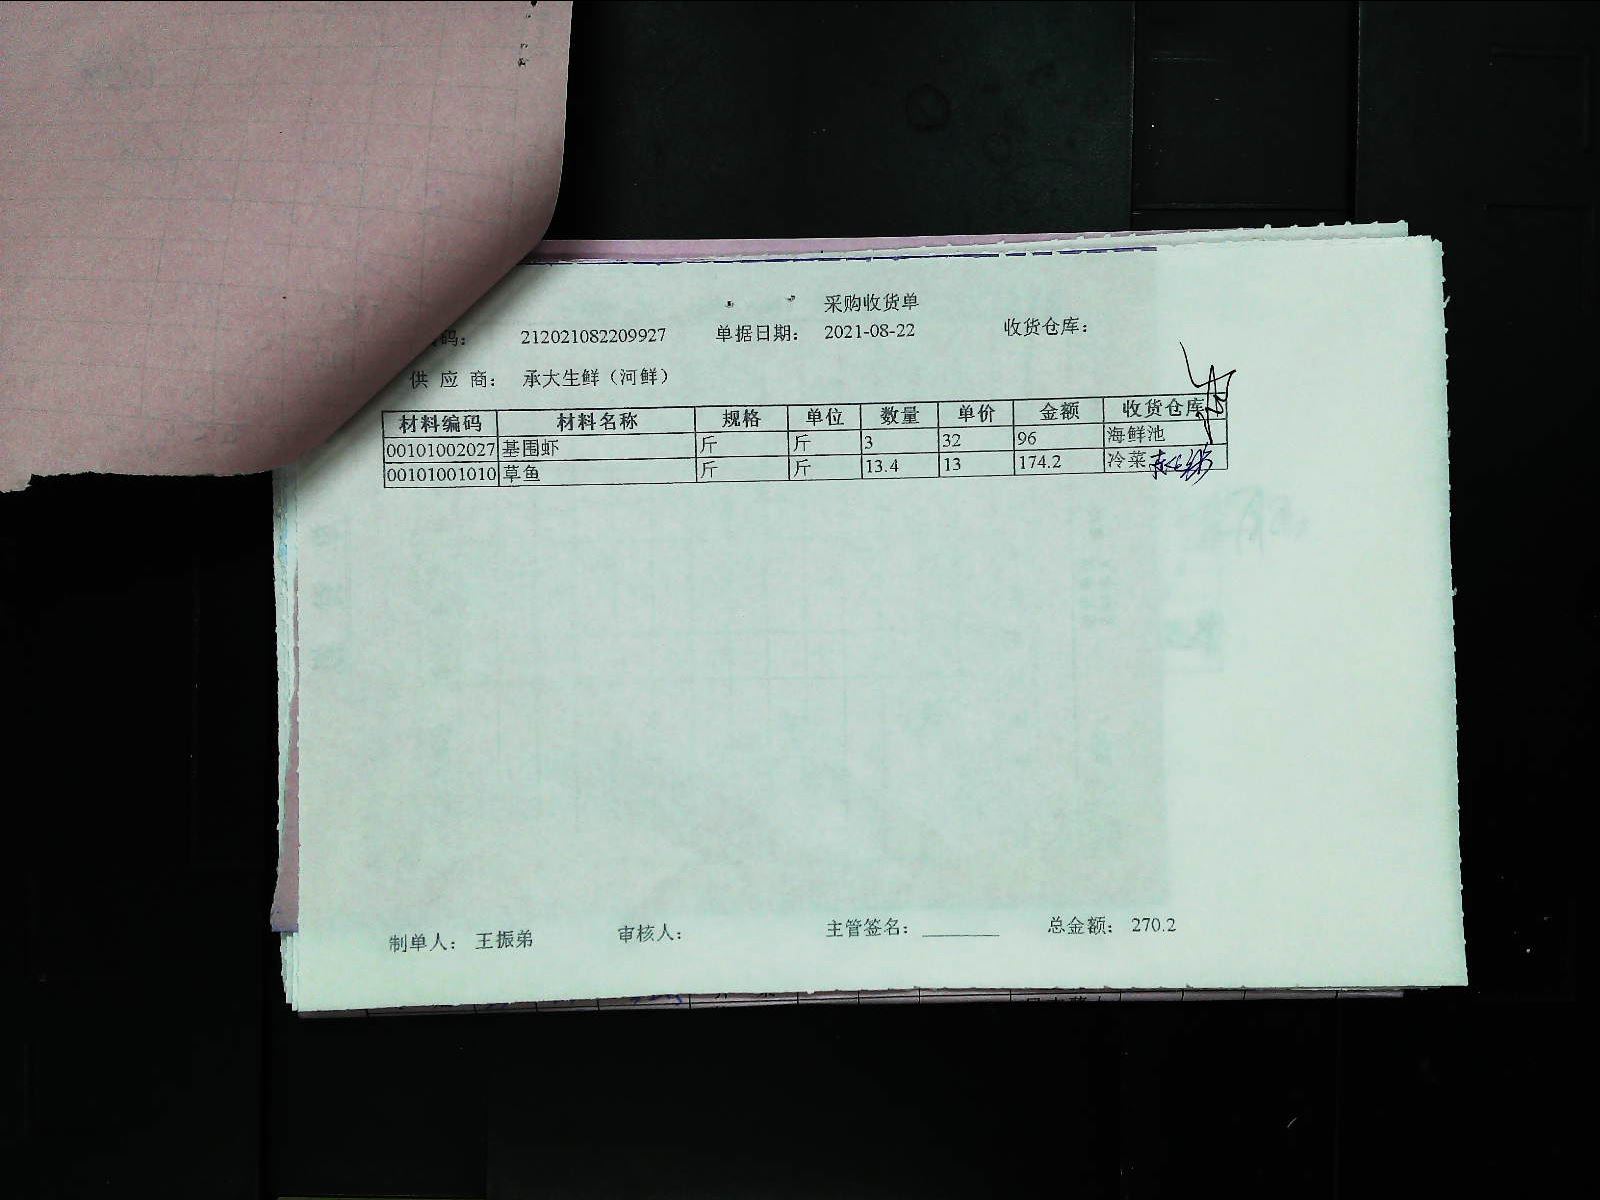 采购收货单
码： 212021082209927 单据日期： 2021-08-22 收货仓库：
供 应 商： 承大生鲜（河鲜）
材料编码 材料名称 规格 单位 数量 单价 金额 收货仓库
00101002027 基围虾 斤 斤 3 32 96 海鲜池
00101001010 草鱼 斤 斤 13.4 13 174.2 冷菜
制单人： 王振弟 审核人： 主管签名： ________ 总金额： 270.2